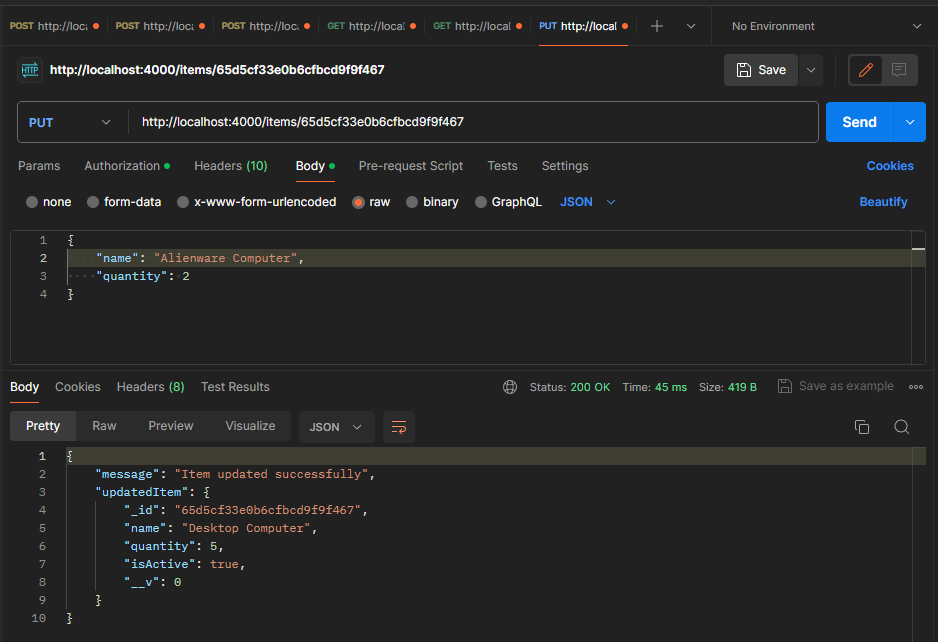 POST http://loca POST http://loca POST http://loca GET http://local GET http://local PUT http://local No Environment
HTTP http://localhost:4000/items/65d5cf33e0b6cfbcd9f9f467 Save
PUT http://localhost:4000/items/65d5cf33e0b6cfbcd9f9f467 Send
Params Authorization Headers (10) Body Pre-request Script Tests Settings Cookies
none form-data x-www-form-urlencoded raw binary GraphQL JSON Beautify
1 {
2 "name": "Alienware Computer",
3 "quantity": 2
4 }
Body Cookies Headers (8) Test Results Status: 200 OK Time: 45 ms Size: 419 B Save as example
Pretty Raw Preview Visualize JSON
1 {
2 "message": "Item updated successfully",
3 "updatedItem": {
4 "_id": "65d5cf33e0b6cfbcd9f9f467",
5 "name": "Desktop Computer",
6 "quantity": 5,
7 "isActive": true,
8 "__v": 0
9 }
10 }